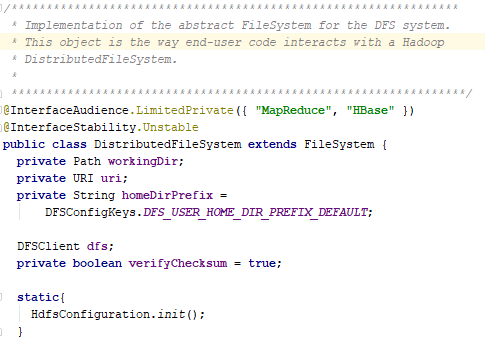 /****************************************************************
 * Implementation of the abstract FileSystem for the DFS system.
 * This object is the way end-user code interacts with a Hadoop
 * DistributedFileSystem.
 *
 *****************************************************************/
@InterfaceAudience.LimitedPrivate({ "MapReduce", "HBase" })
@InterfaceStability.Unstable
public class DistributedFileSystem extends FileSystem {
  private Path workingDir;
  private URI uri;
  private String homeDirPrefix =
      DFSConfigKeys.DFS_USER_HOME_DIR_PREFIX_DEFAULT;

  DFSClient dfs;
  private boolean verifyChecksum = true;

  static{
    HdfsConfiguration.init();
  }